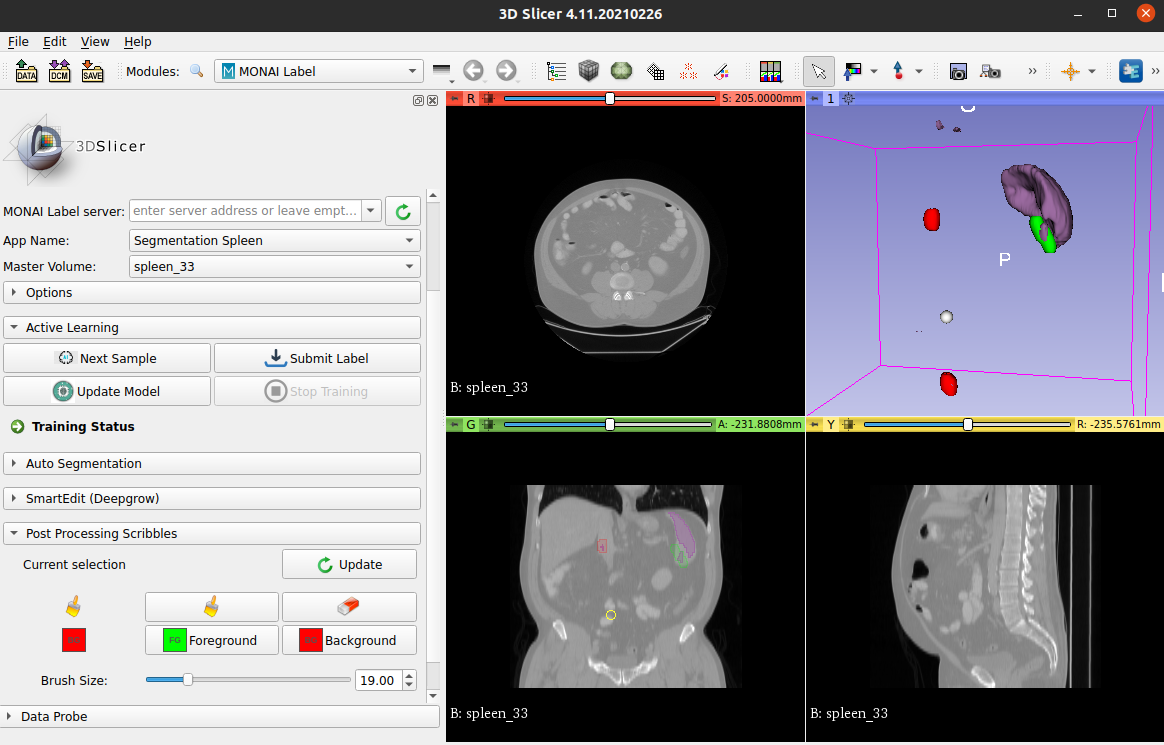 3D Slicer 4.11.20210226
File Edit View Help
DATA DCM SAVE Modules: M MONAI Label
R S: 205.0000mm
1
3DSlicer
MONAI Label server: enter server address or leave empt...
App Name: Segmentation Spleen
Master Volume: spleen_33
Options
Active Learning
Next Sample Submit Label
Update Model Stop Training
Training Status
Auto Segmentation
SmartEdit (Deepgrow)
Post Processing Scribbles
Current selection Update
FG Foreground Background
Brush Size: 19.00
Data Probe
B: spleen_33
P
G A: -231.8808mm
Y R: -235.5761mm
B: spleen_33
B: spleen_33